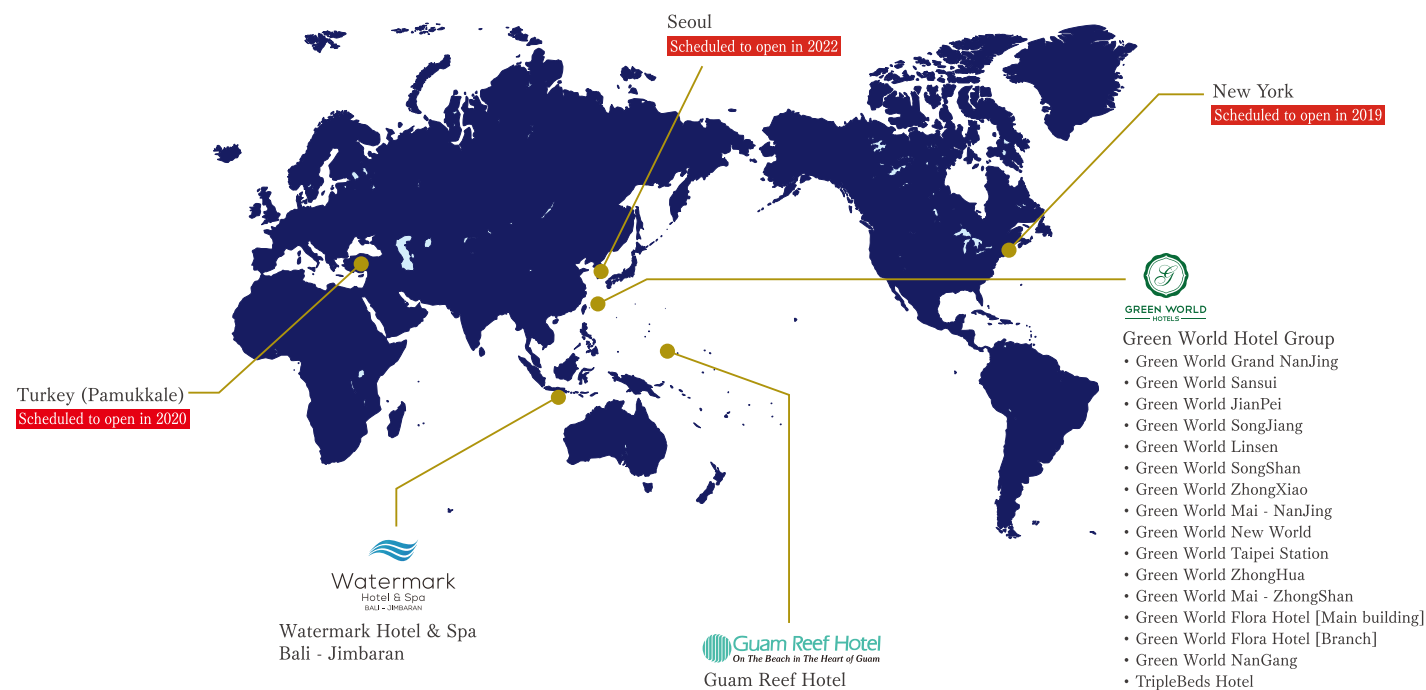 Seoul
Scheduled to open in 2022
New York
Scheduled to open in 2019
Turkey (Pamukkale)
Scheduled to open in 2020
Watermark
Hotel & Spa
BALI - JIMBARAN
Watermark Hotel & Spa
Bali - Jimbaran
Guam Reef Hotel
On The Beach in The Heart of Guam
Guam Reef Hotel
G
GREEN WORLD
HOTELS
Green World Hotel Group
• Green World Grand NanJing
• Green World Sansui
• Green World JianPei
• Green World SongJiang
• Green World Linsen
• Green World SongShan
• Green World ZhongXiao
• Green World Mai - NanJing
• Green World New World
• Green World Taipei Station
• Green World ZhongHua
• Green World Mai - ZhongShan
• Green World Flora Hotel [Main building]
• Green World Flora Hotel [Branch]
• Green World NanGang
• TripleBeds Hotel